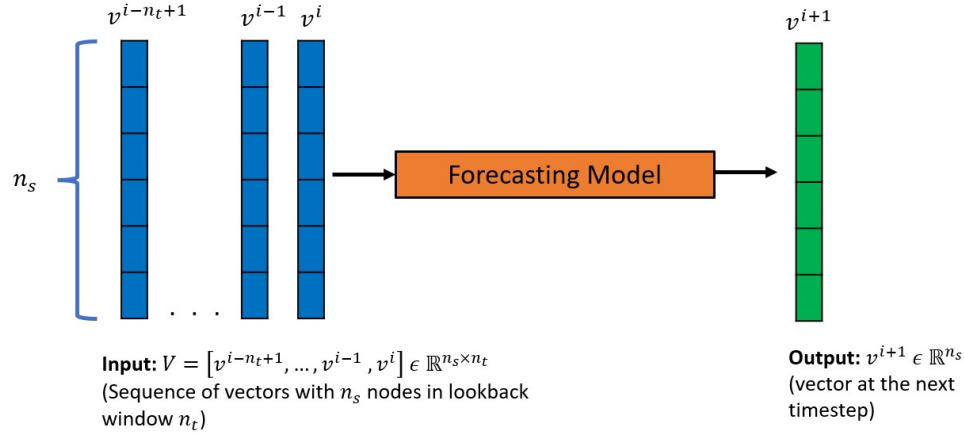 v^{i−n_t+1} v^{i−1} v^i v^{i+1}
n_s
Forecasting Model
. . .
Input: V = [v^{i−n_t+1}, …, v^{i−1}, v^i] ϵ ℝ^{n_s×n_t}
(Sequence of vectors with n_s nodes in lookback
window n_t)
Output: v^{i+1} ϵ ℝ^{n_s}
(vector at the next
timestep)